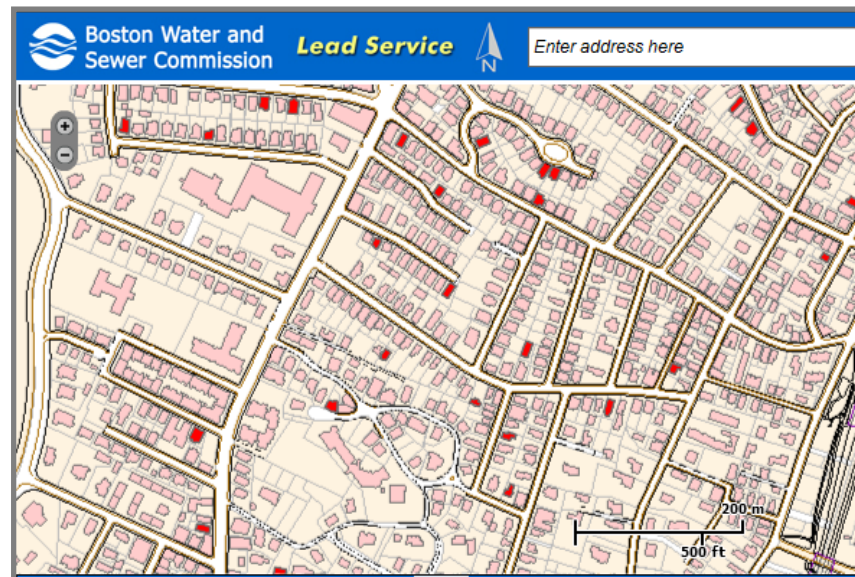 Boston Water and
Sewer Commission
Lead Service
N
Enter address here
+
−
200 m
500 ft